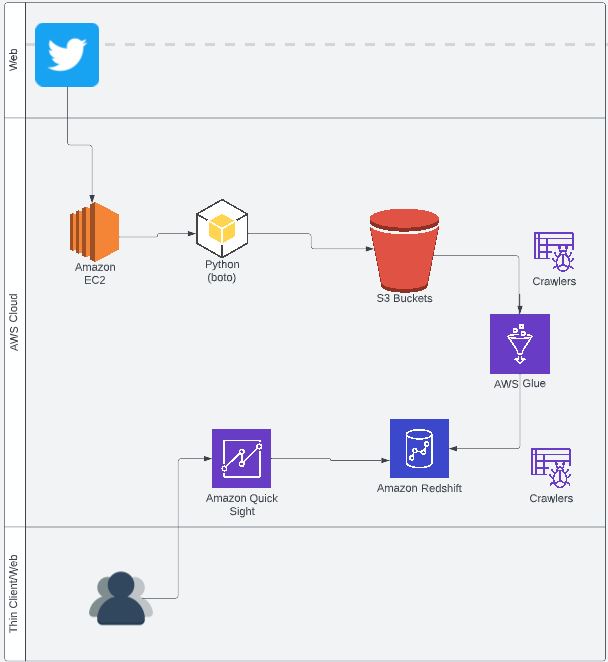 Web
AWS Cloud
Amazon
EC2
Python
(boto)
S3 Buckets
Crawlers
AWS Glue
Amazon Quick
Sight
Amazon Redshift
Crawlers
Thin Client/Web